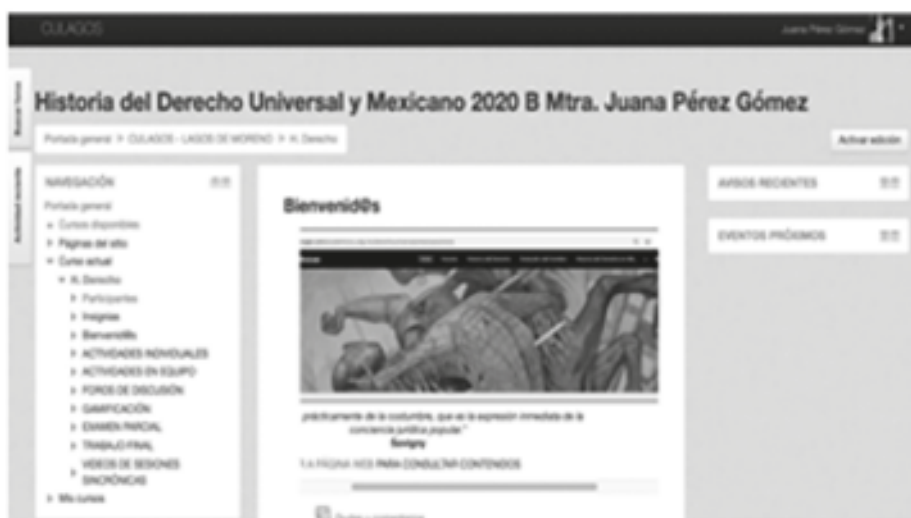 CULAGOS
Juana Pérez Gómez
Historia del Derecho Universal y Mexicano 2020 B Mtra. Juana Pérez Gómez
Portada general > CULAGOS - LAGOS DE MORENO > H. Derecho
Activar edición
Actividad reciente
NAVEGACIÓN
Portada general
Cursos disponibles
Páginas del sitio
Curso actual
H. Derecho
Participantes
Insignias
Bienvenid@s
ACTIVIDADES INDIVIDUALES
ACTIVIDADES EN EQUIPO
FOROS DE DISCUSIÓN
GAMIFICACIÓN
EXAMEN PARCIAL
TRABAJO FINAL
VIDEOS DE SESIONES
SINCRÓNICAS
Mis cursos
Bienvenid@s
prácticamente de la costumbre, que es la expresión inmediata de la
conciencia jurídica popular."
Savigny
1.A PÁGINA WEB PARA CONSULTAR CONTENIDOS
AVISOS RECIENTES
EVENTOS PRÓXIMOS